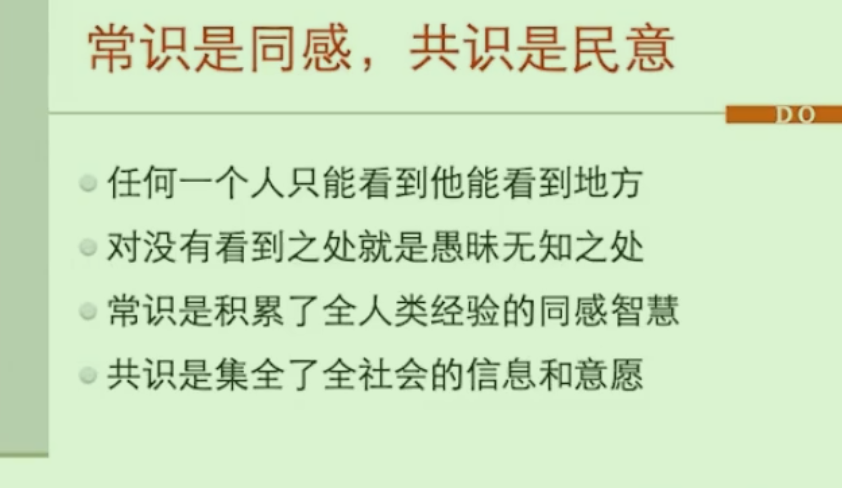 常识是同感，共识是民意
DO
任何一个人只能看到他能看到地方
对没有看到之处就是愚昧无知之处
常识是积累了全人类经验的同感智慧
共识是集全了全社会的信息和意愿